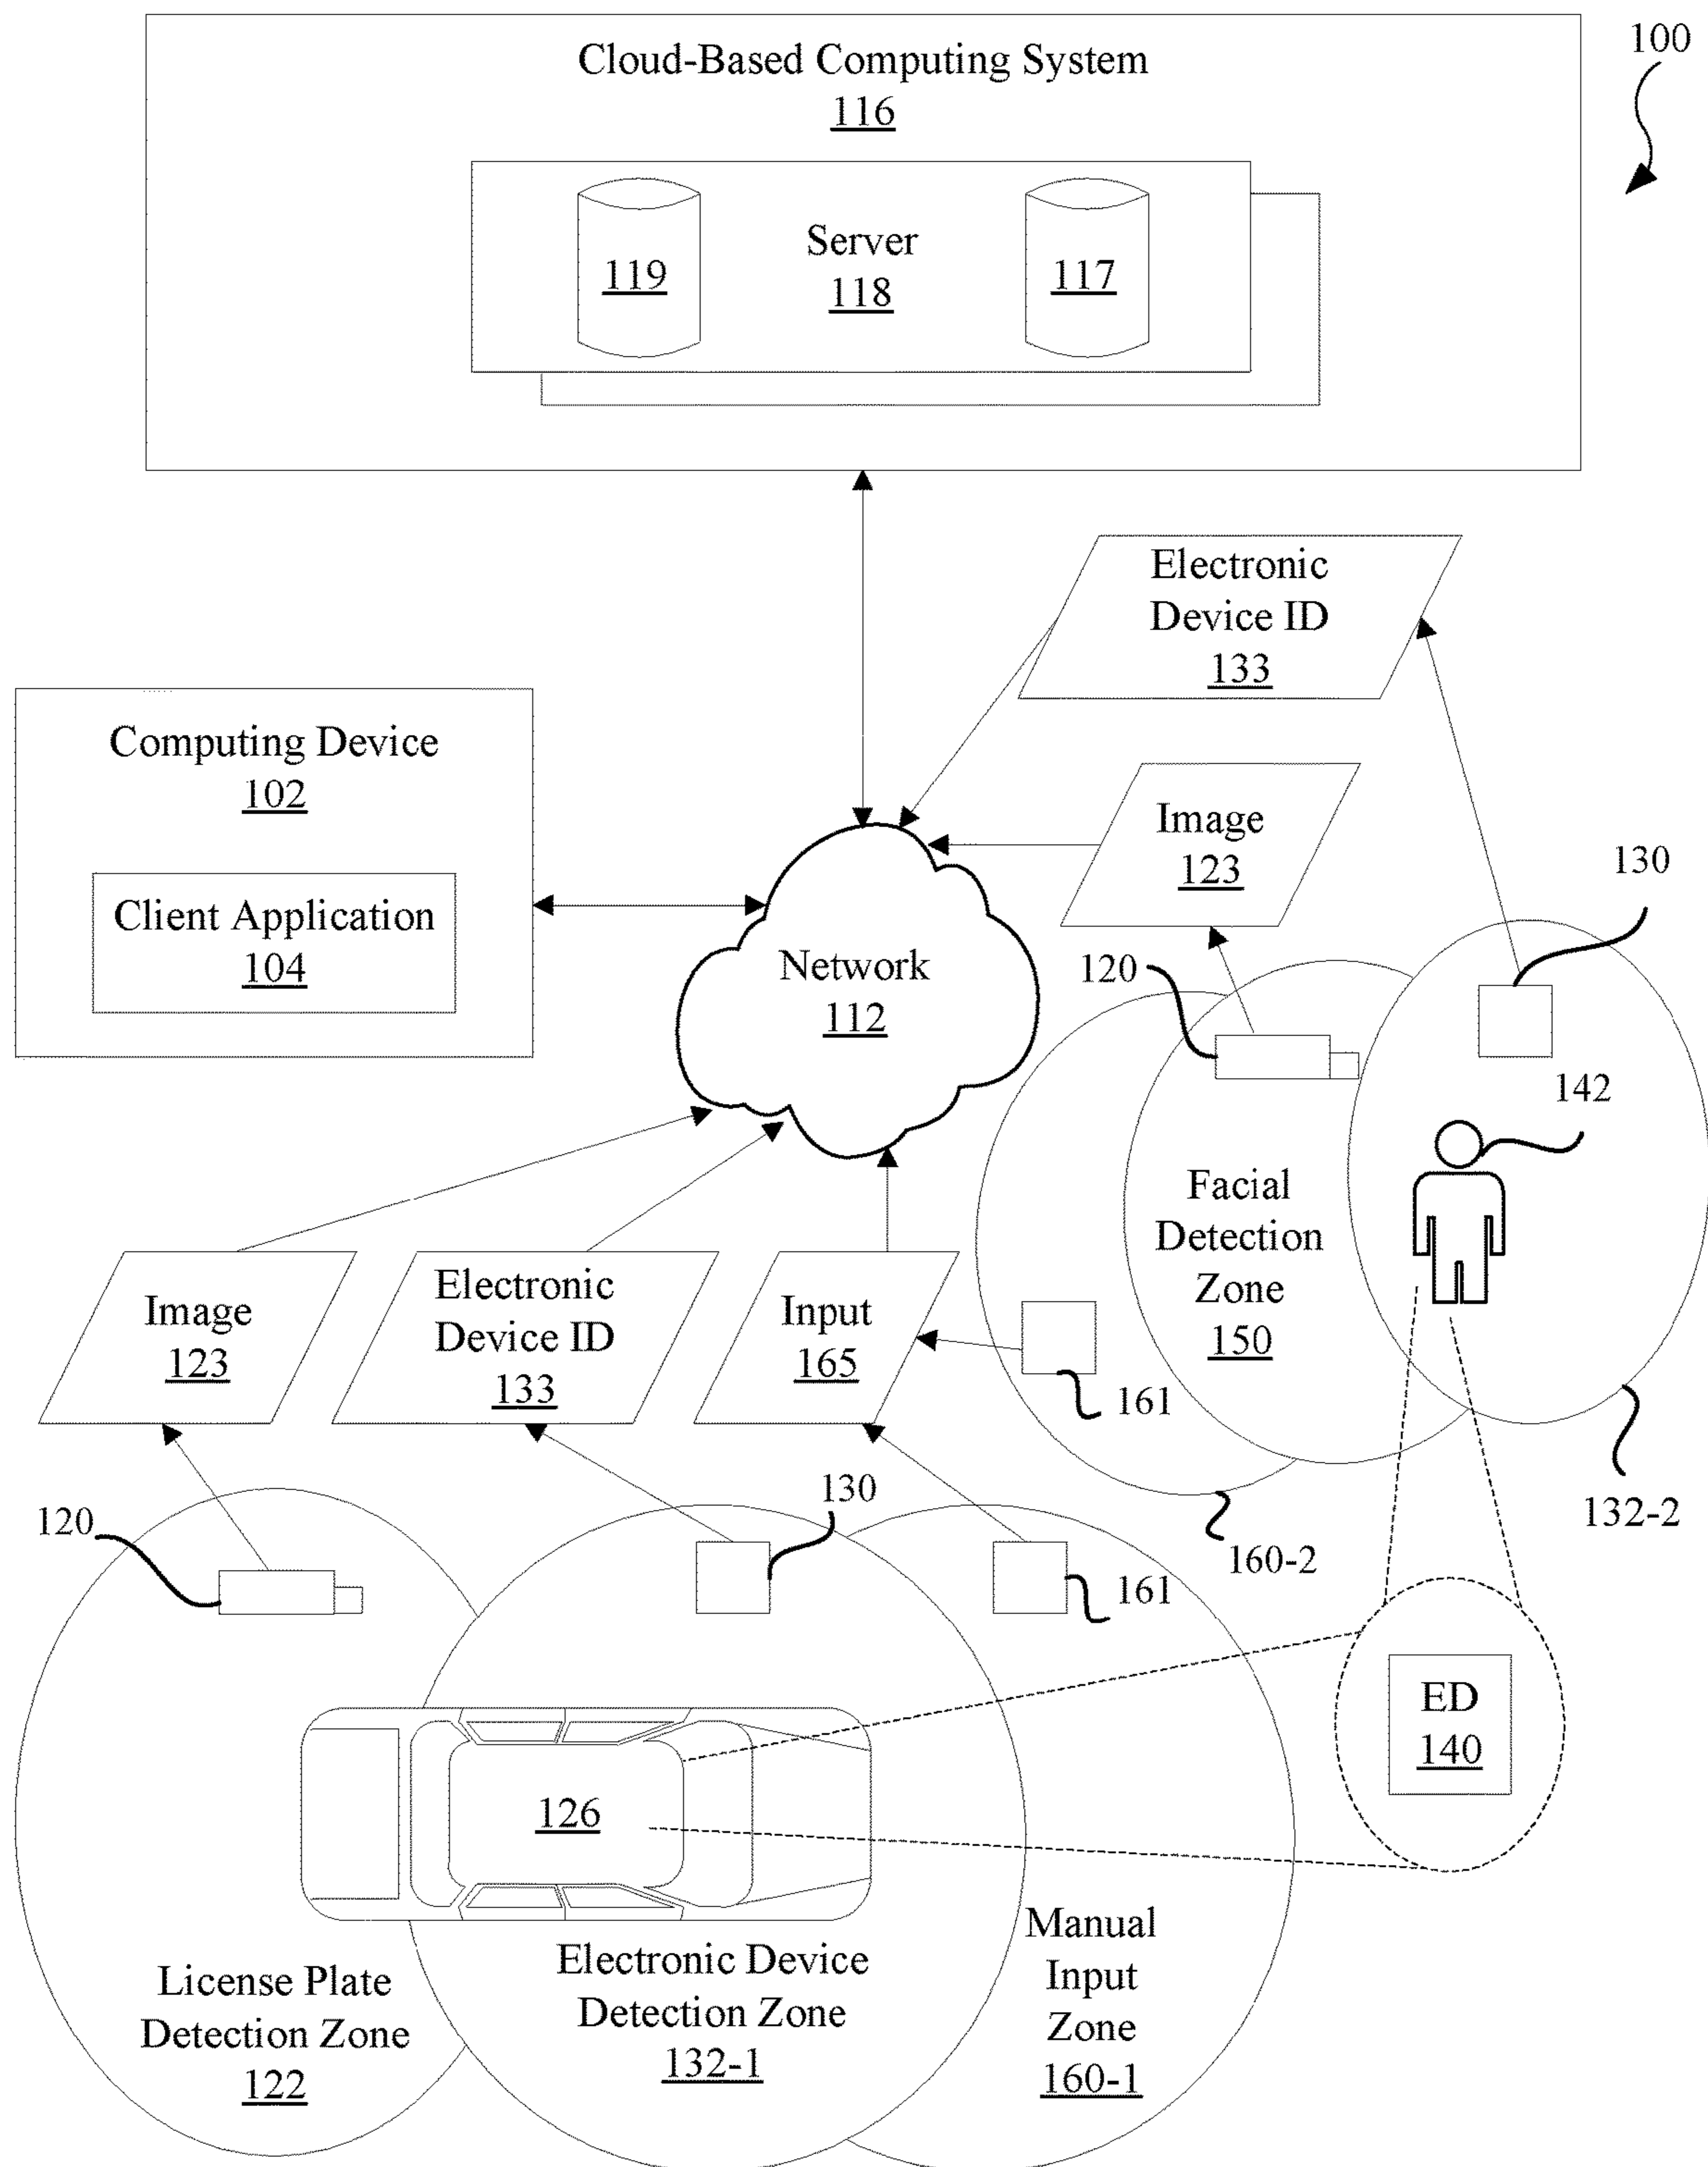 100
Cloud-Based Computing System
116
Server
118
119
117
Electronic
Device ID
133
Computing Device
102
Client Application
104
Image
123
130
Network
112
120
142
Facial
Detection
Zone
150
161
132-2
160-2
Image
123
Electronic
Device ID
133
Input
165
120
130
161
ED
140
126
License Plate
Detection Zone
122
Electronic Device
Detection Zone
132-1
Manual
Input
Zone
160-1